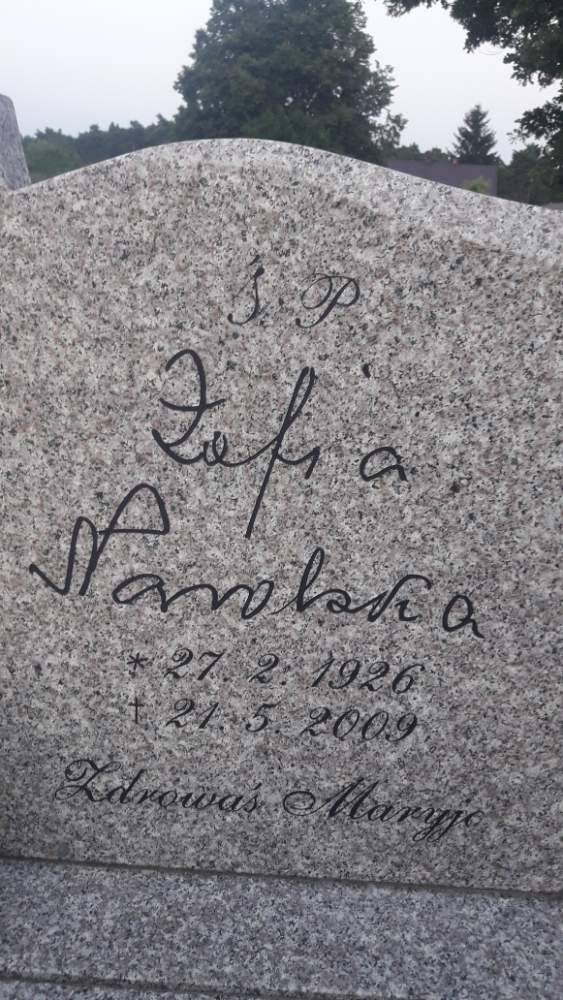 Ś. P
Zofia
* 27. 2. 1926
† 21. 5. 2009
Zdrowaś Maryjo